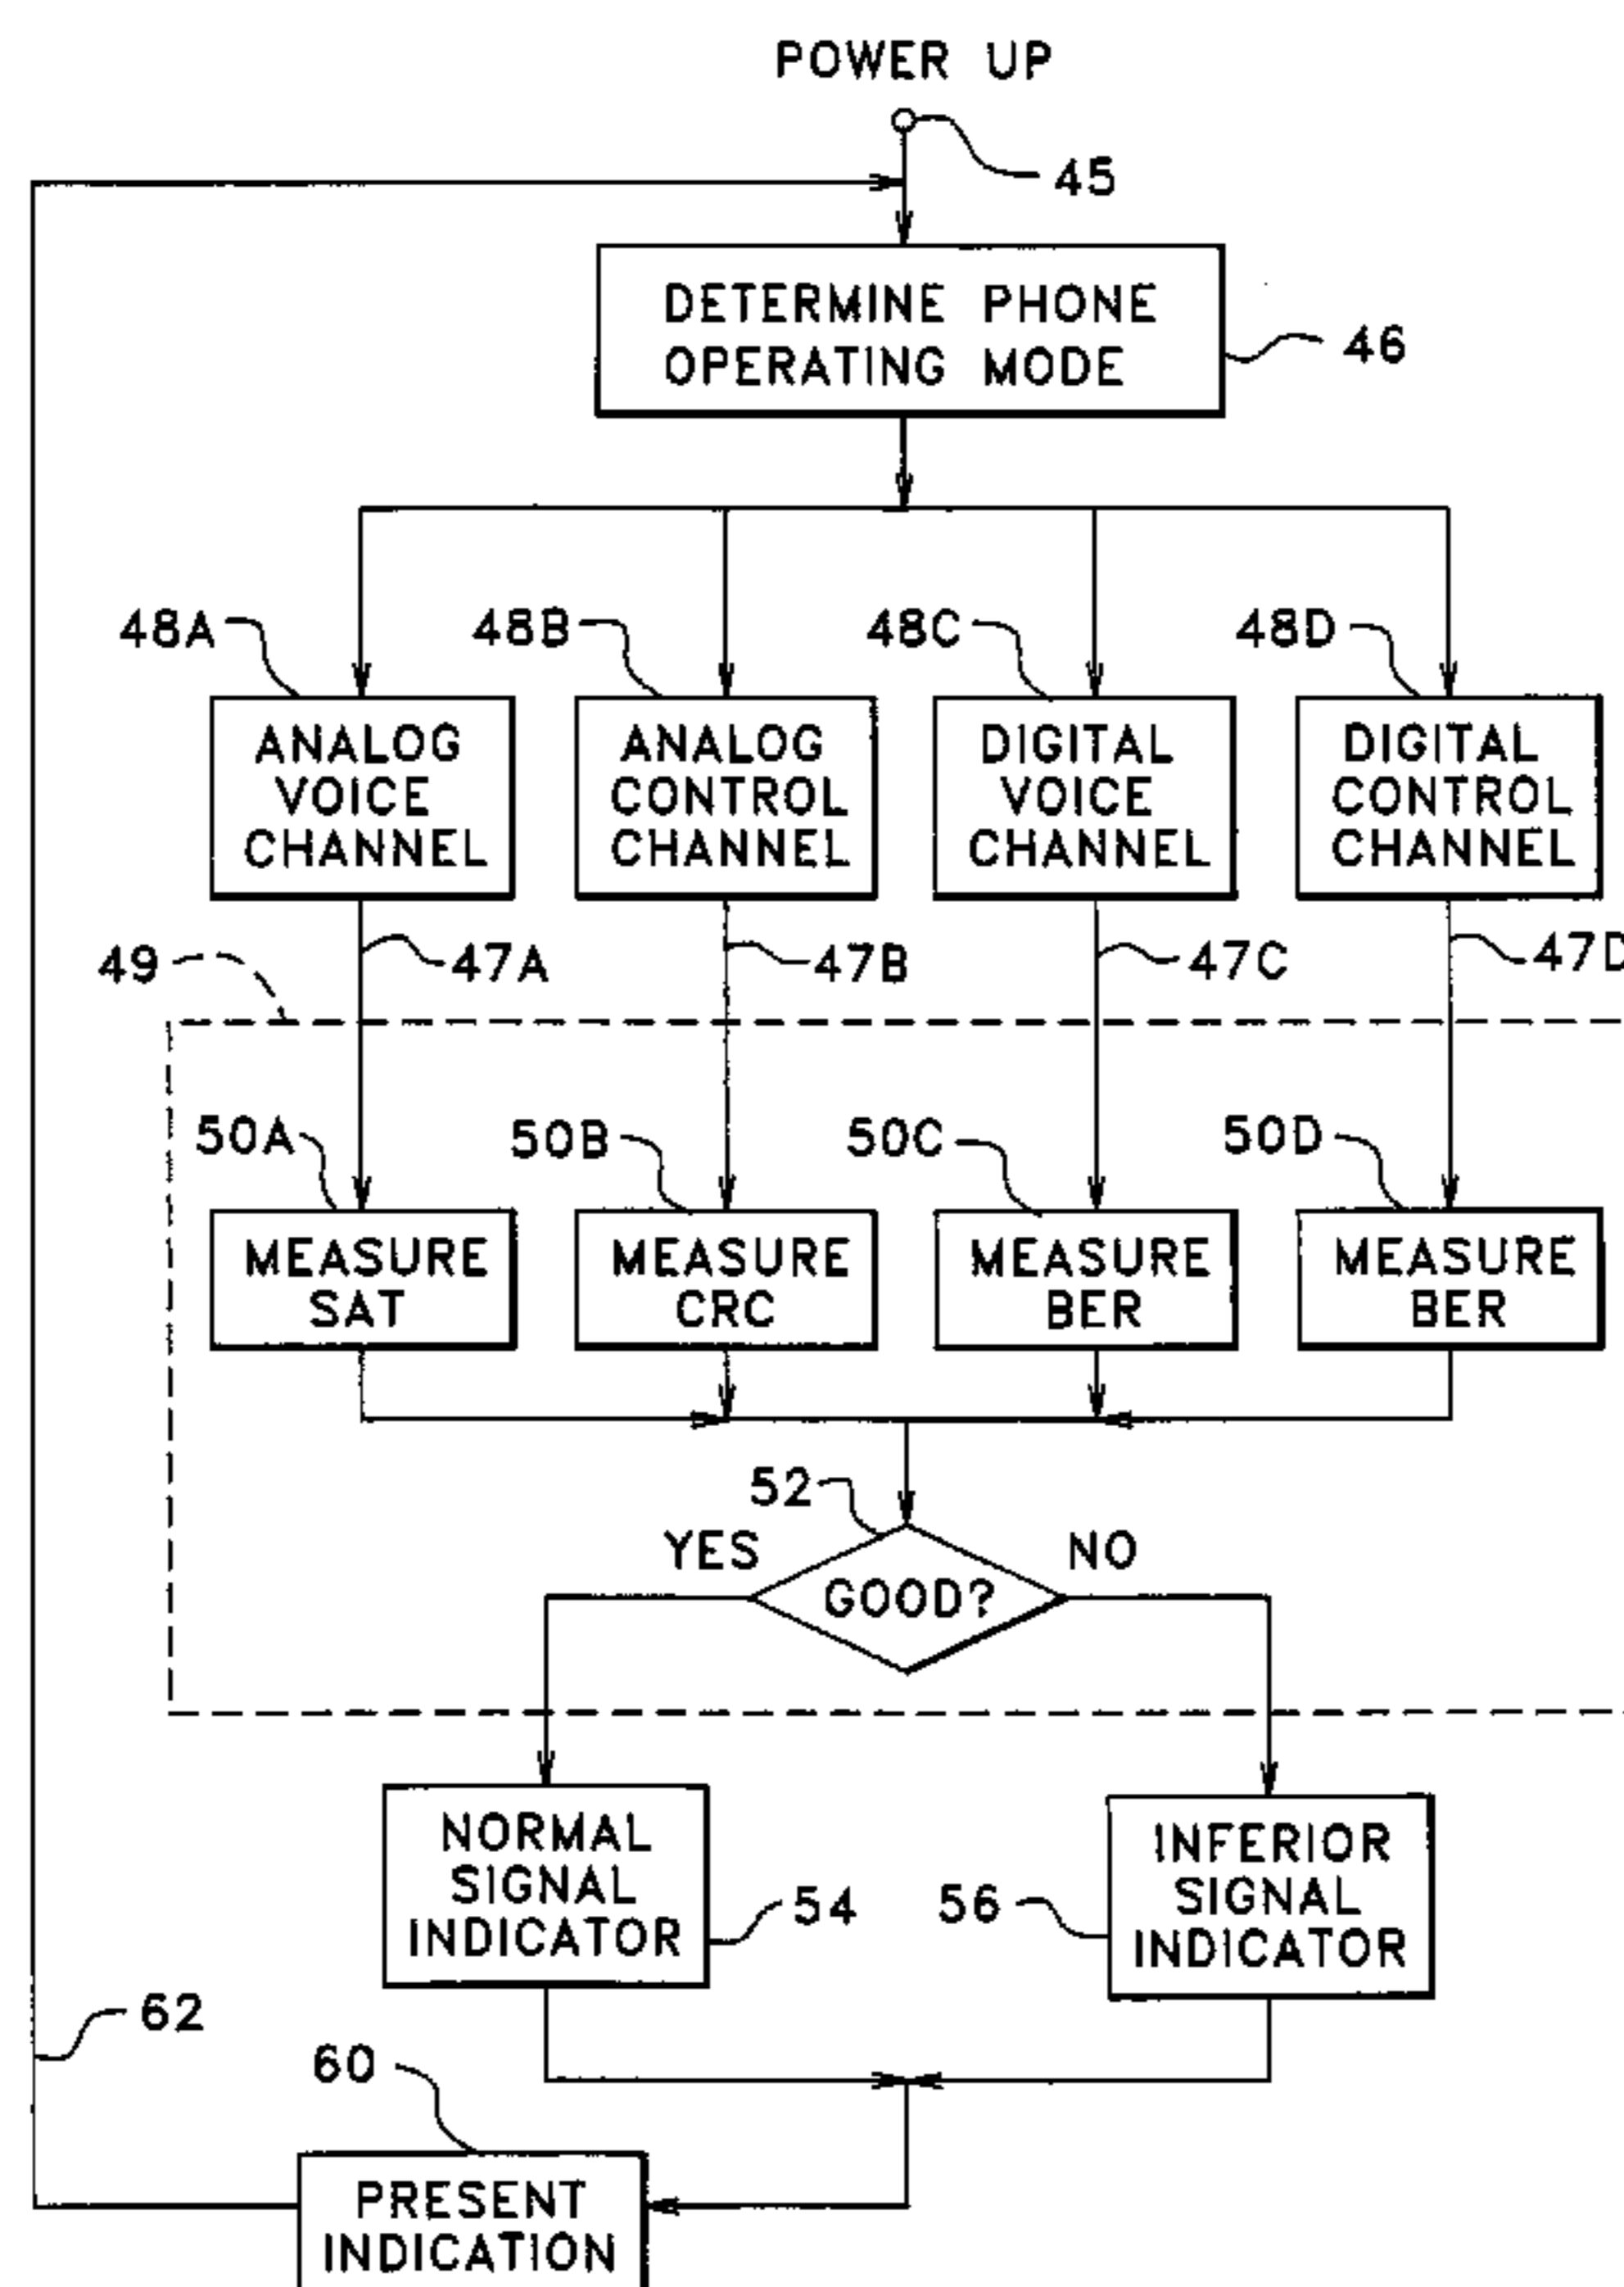 POWER UP
45
DETERMINE PHONE
OPERATING MODE
46
48A
48B
48C
48D
ANALOG
VOICE
CHANNEL
ANALOG
CONTROL
CHANNEL
DIGITAL
VOICE
CHANNEL
DIGITAL
CONTROL
CHANNEL
49
47A
47B
47C
47D
50A
50B
50C
50D
MEASURE
SAT
MEASURE
CRC
MEASURE
BER
MEASURE
BER
52
YES
NO
GOOD?
NORMAL
SIGNAL
INDICATOR
54
56
INFERIOR
SIGNAL
INDICATOR
62
60
PRESENT
INDICATION